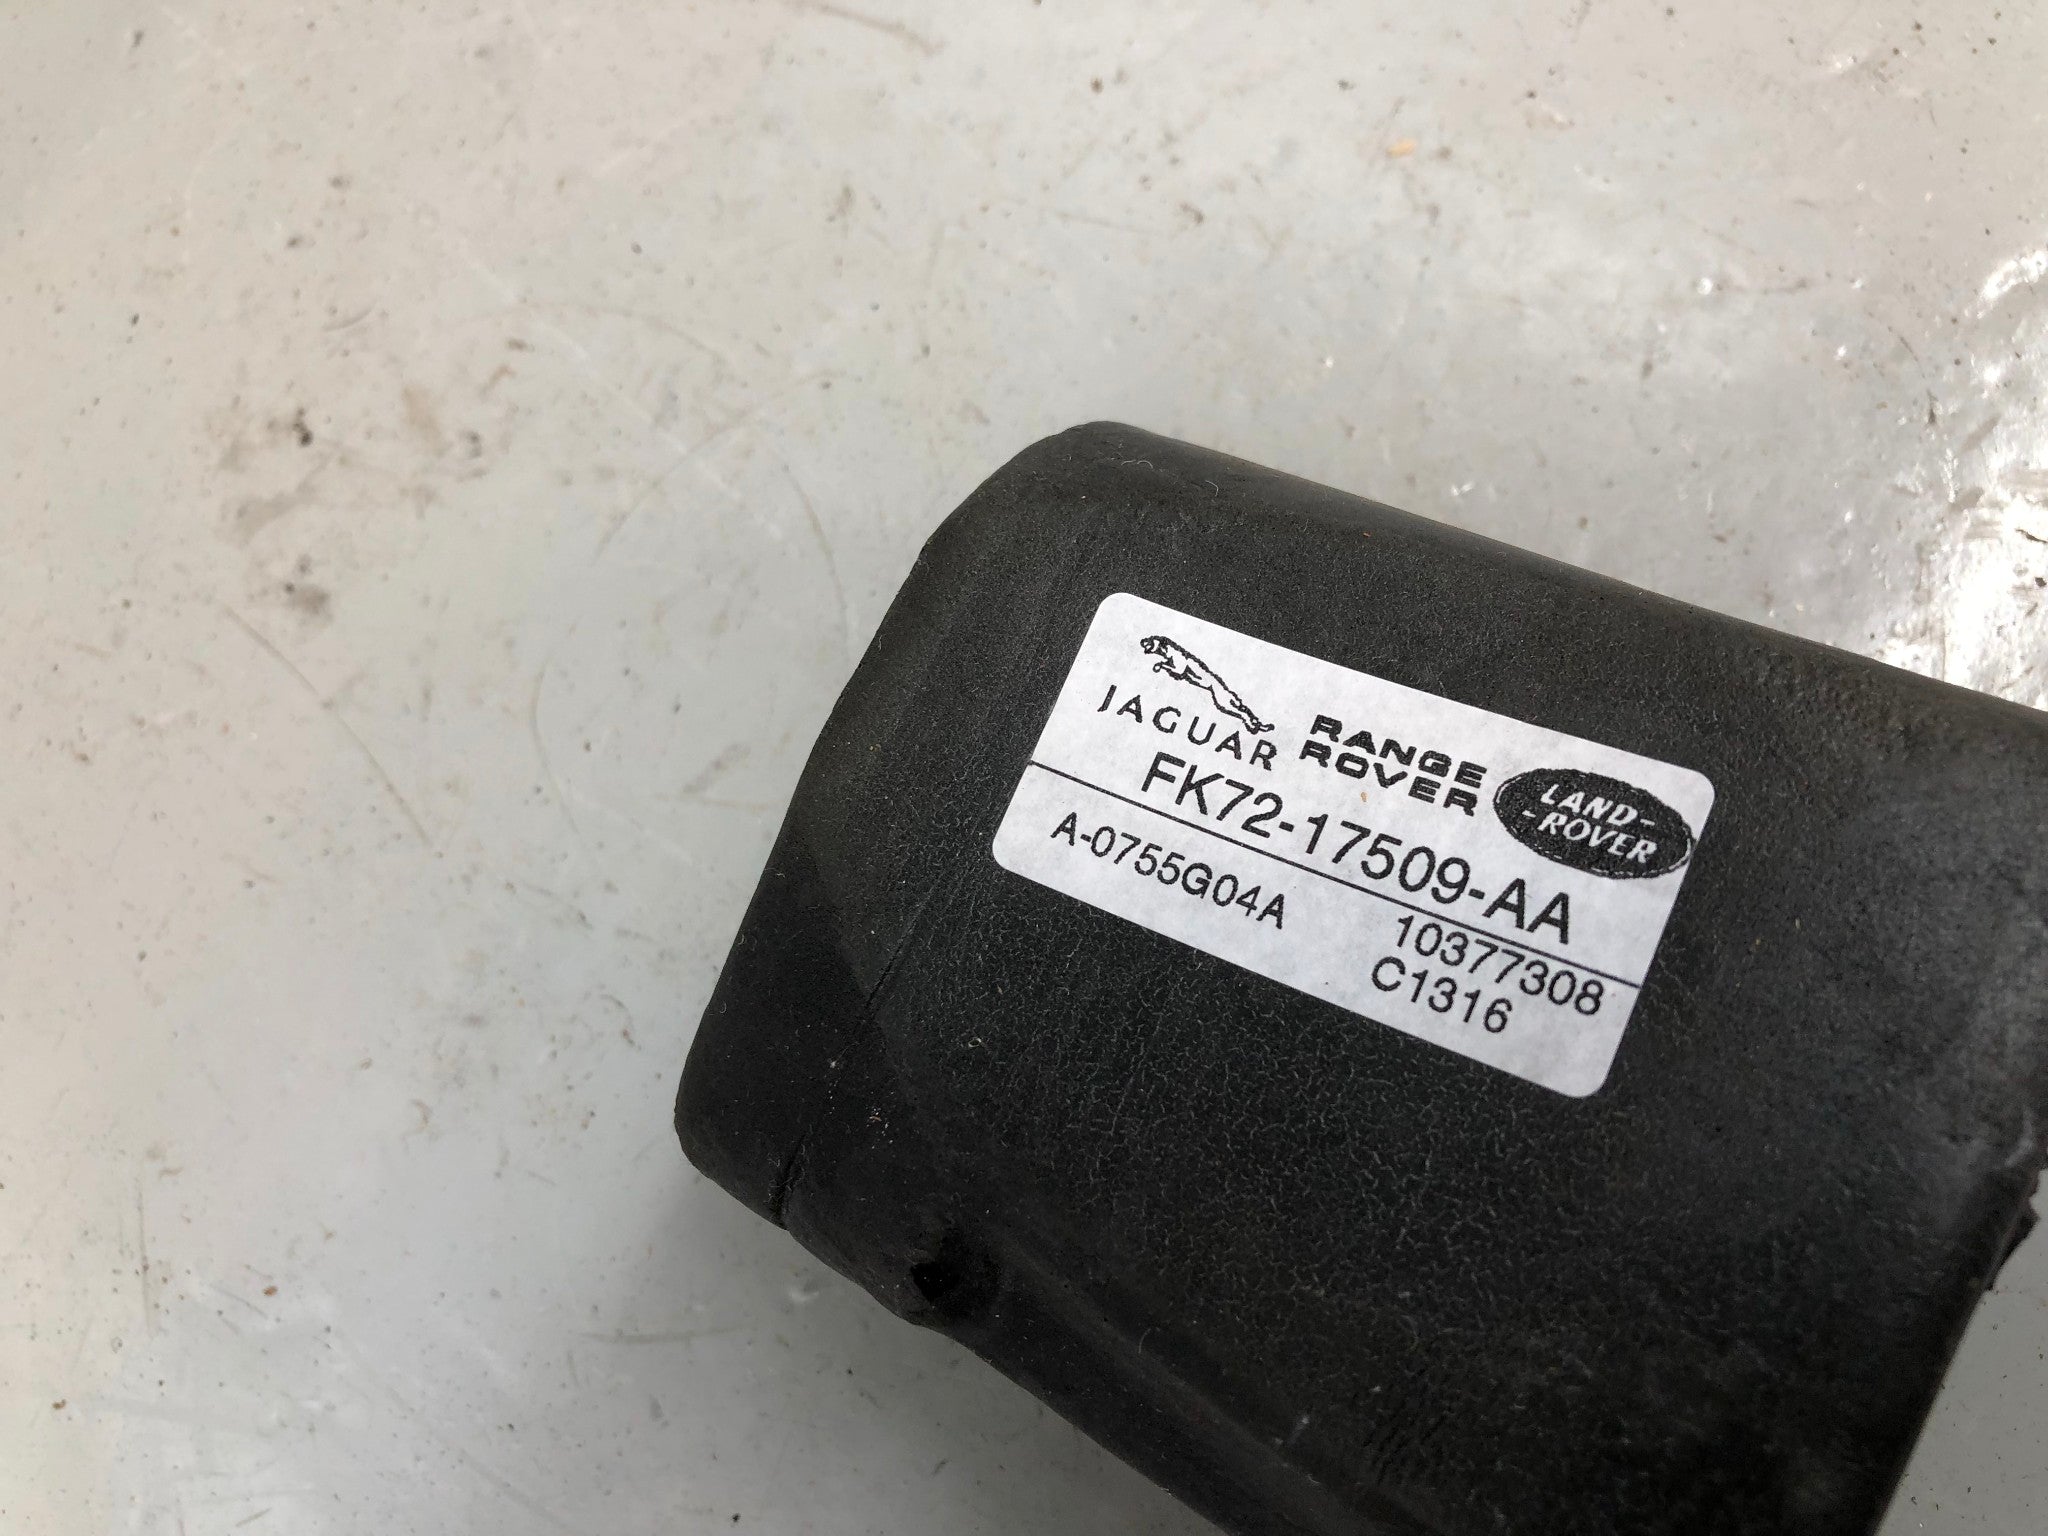 JAGUAR
RANGE
ROVER
LAND-
-ROVER
FK72-17509-AA
A-0755G04A
10377308
C1316